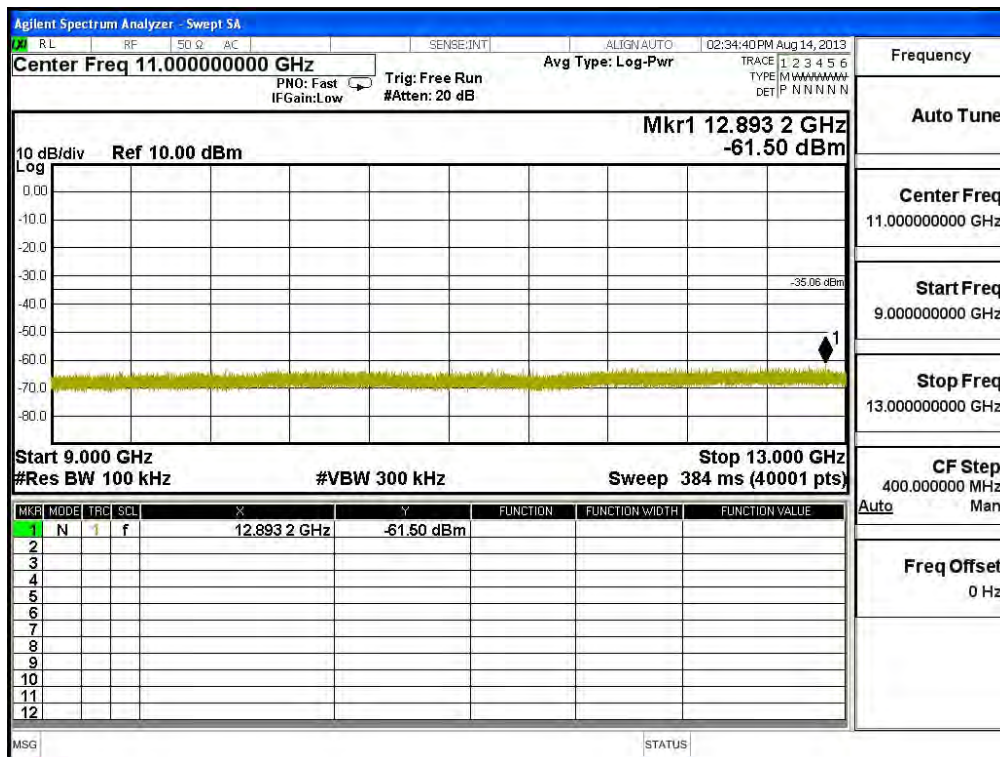 Agilent Spectrum Analyzer - Swept SA
RL RF 50 Ω AC SENSE:INT ALIGN AUTO 02:34:40 PM Aug 14, 2013
Center Freq 11.000000000 GHz
PNO: Fast
IFGain:Low
Trig: Free Run
#Atten: 20 dB
Avg Type: Log-Pwr
TRACE 1 2 3 4 5 6
TYPE M WWWWW
DET P N N N N N
Mkr1 12.893 2 GHz
-61.50 dBm
10 dB/div Ref 10.00 dBm
Log
0.00
-10.0
-20.0
-30.0
-35.06 dBm
-40.0
-50.0
1
-60.0
-70.0
-80.0
Start 9.000 GHz Stop 13.000 GHz
#Res BW 100 kHz #VBW 300 kHz Sweep 384 ms (40001 pts)
MKR MODE TRC SCL X Y FUNCTION FUNCTION WIDTH FUNCTION VALUE
1 N 1 f 12.893 2 GHz -61.50 dBm
2
3
4
5
6
7
8
9
10
11
12
MSG STATUS
Frequency
Auto Tune
Center Freq
11.000000000 GHz
Start Freq
9.000000000 GHz
Stop Freq
13.000000000 GHz
CF Step
400.000000 MHz
Auto Man
Freq Offset
0 Hz